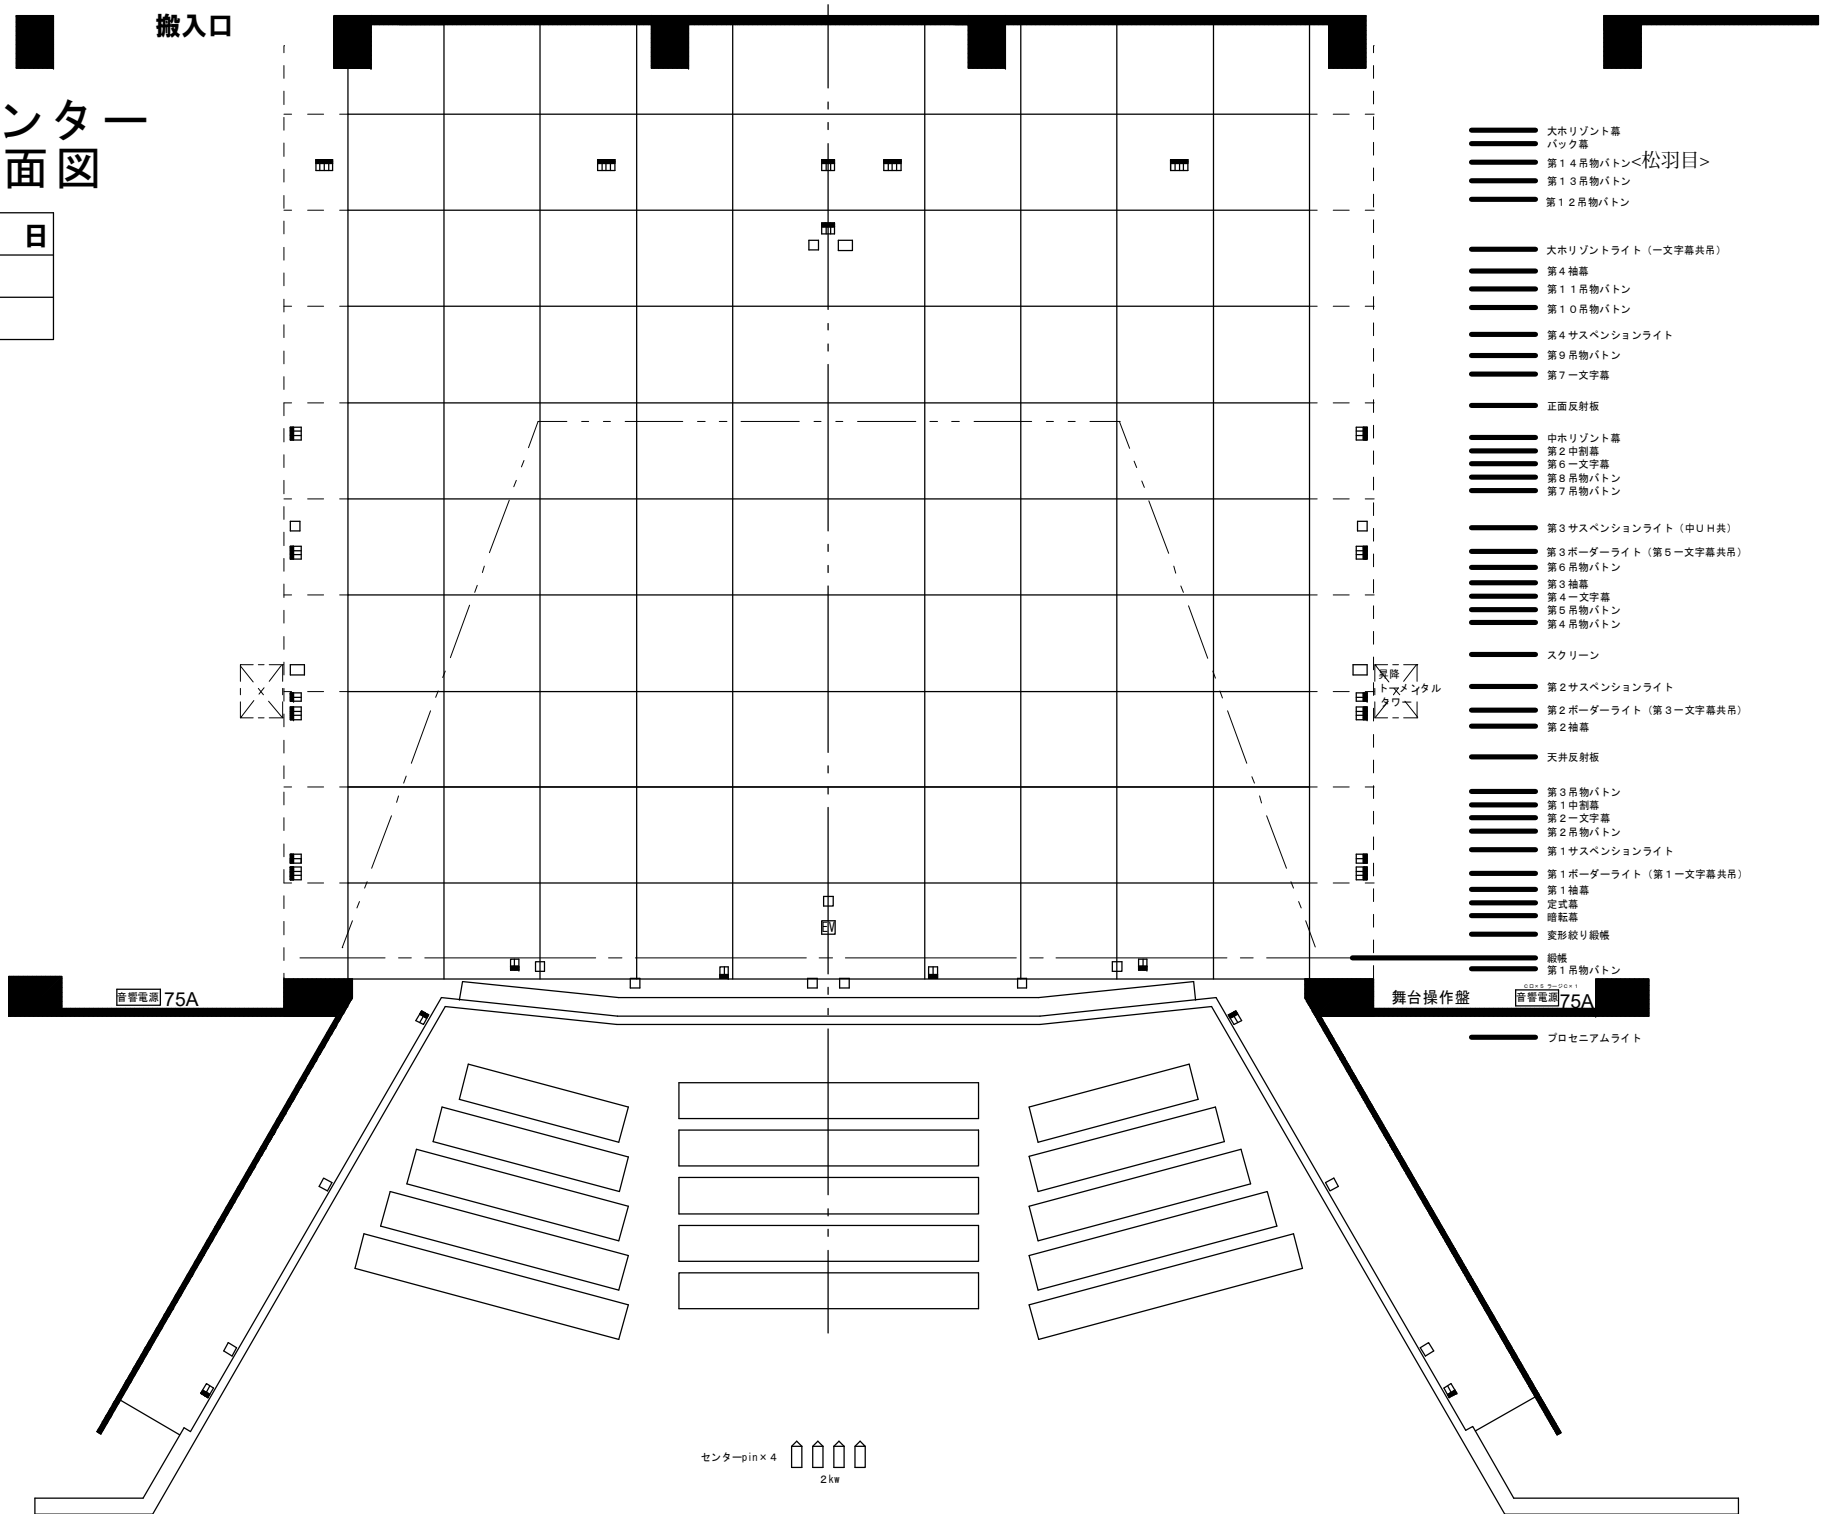 搬入口
ンター
面図
日
大ホリゾント幕
バック幕
第14吊物バトン<松羽目>
第13吊物バトン
第12吊物バトン
大ホリゾントライト（一文字幕共吊）
第4袖幕
第11吊物バトン
第10吊物バトン
第4サスペンションライト
第9吊物バトン
第7一文字幕
正面反射板
中ホリゾント幕
第2中割幕
第6一文字幕
第8吊物バトン
第7吊物バトン
第3サスペンションライト（中UH共）
第3ボーダーライト（第5一文字幕共吊）
第6吊物バトン
第3袖幕
第4一文字幕
第5吊物バトン
第4吊物バトン
スクリーン
昇降
トーメンタル
タワー
第2サスペンションライト
第2ボーダーライト（第3一文字幕共吊）
第2袖幕
天井反射板
第3吊物バトン
第1中割幕
第2一文字幕
第2吊物バトン
第1サスペンションライト
第1ボーダーライト（第1一文字幕共吊）
第1袖幕
定式幕
暗転幕
EV
変形絞り緞帳
緞帳
第1吊物バトン
音響電源 75A
舞台操作盤
音響電源 75A
プロセニアムライト
センターpin×4
2kw